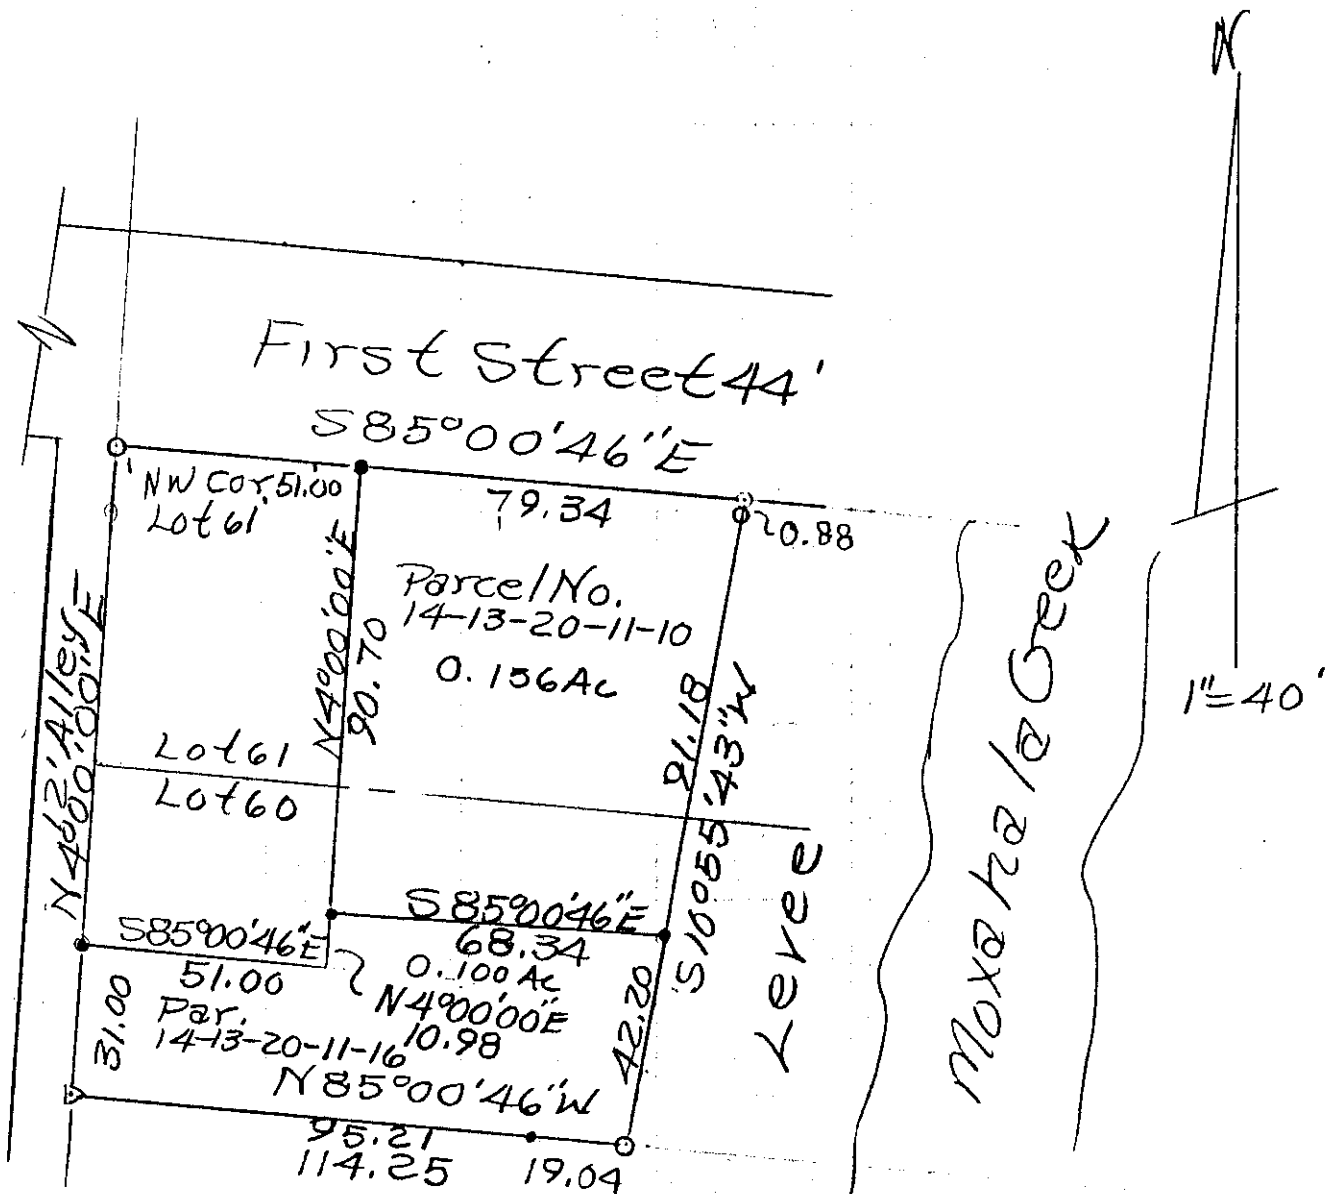 N
First Street 44'
S85°00'46"E
NW Cor.
51.00
Lot 61
79.34
0.88
N4°00'00"E
90.70
Parcel No.
14-13-20-11-10
0.156Ac
91.18
S10°55'43"W
Moxahala Creek
1"=40'
12' Alley
N4°00'00"E
Lot 61
Lot 60
Levee
S85°00'46"E
68.34
0.100 Ac
S85°00'46"E
51.00
N4°00'00"E
10.98
Par.
14-13-20-11-16
31.00
42.20
N85°00'46"W
95.21
114.25
19.04